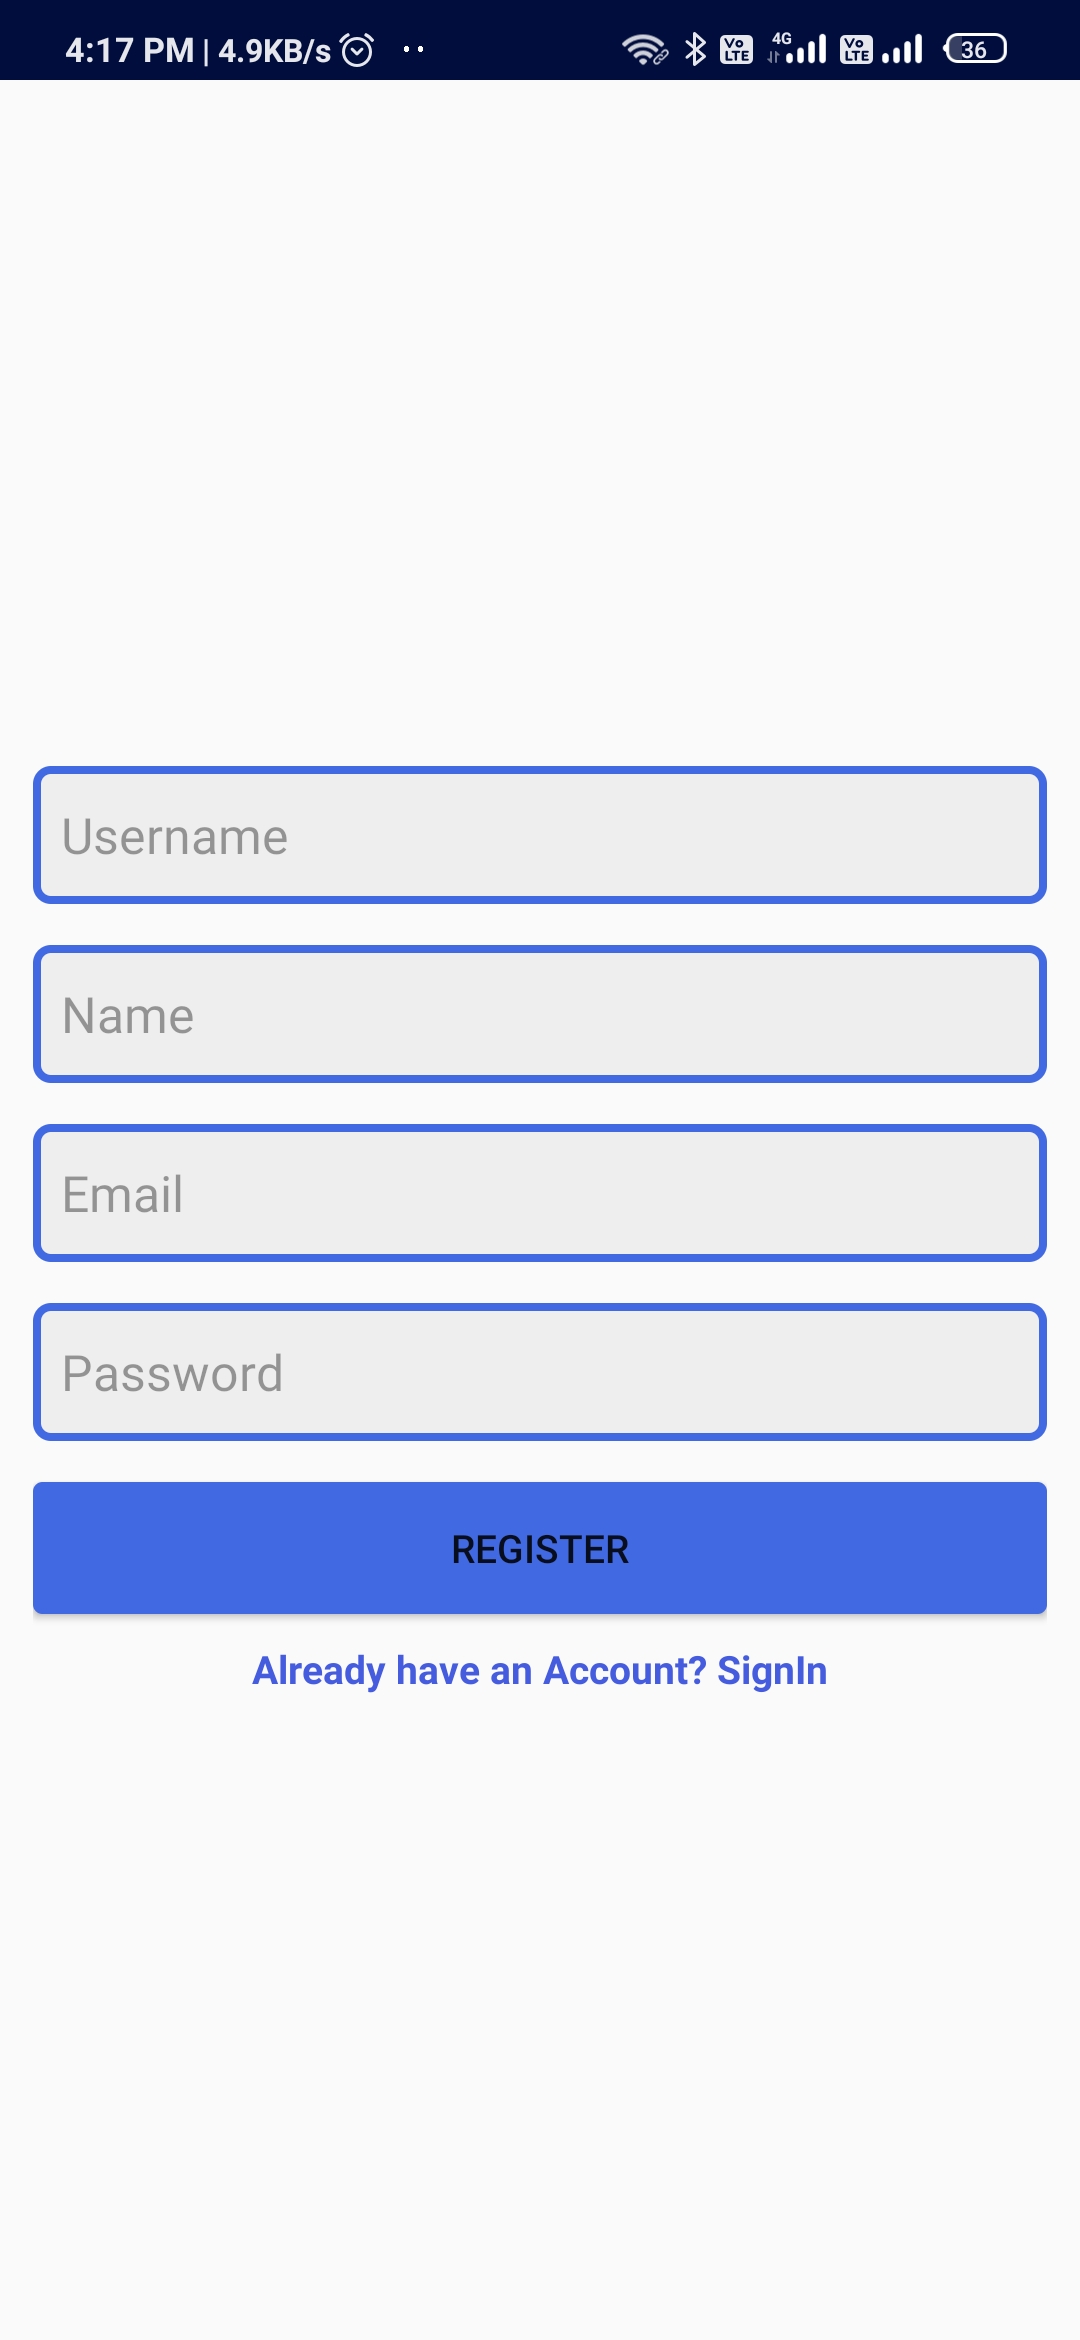 4:17 PM | 4.9KB/s Vo LTE 4G Vo LTE 36
Username
Name
Email
Password
REGISTER
Already have an Account? SignIn